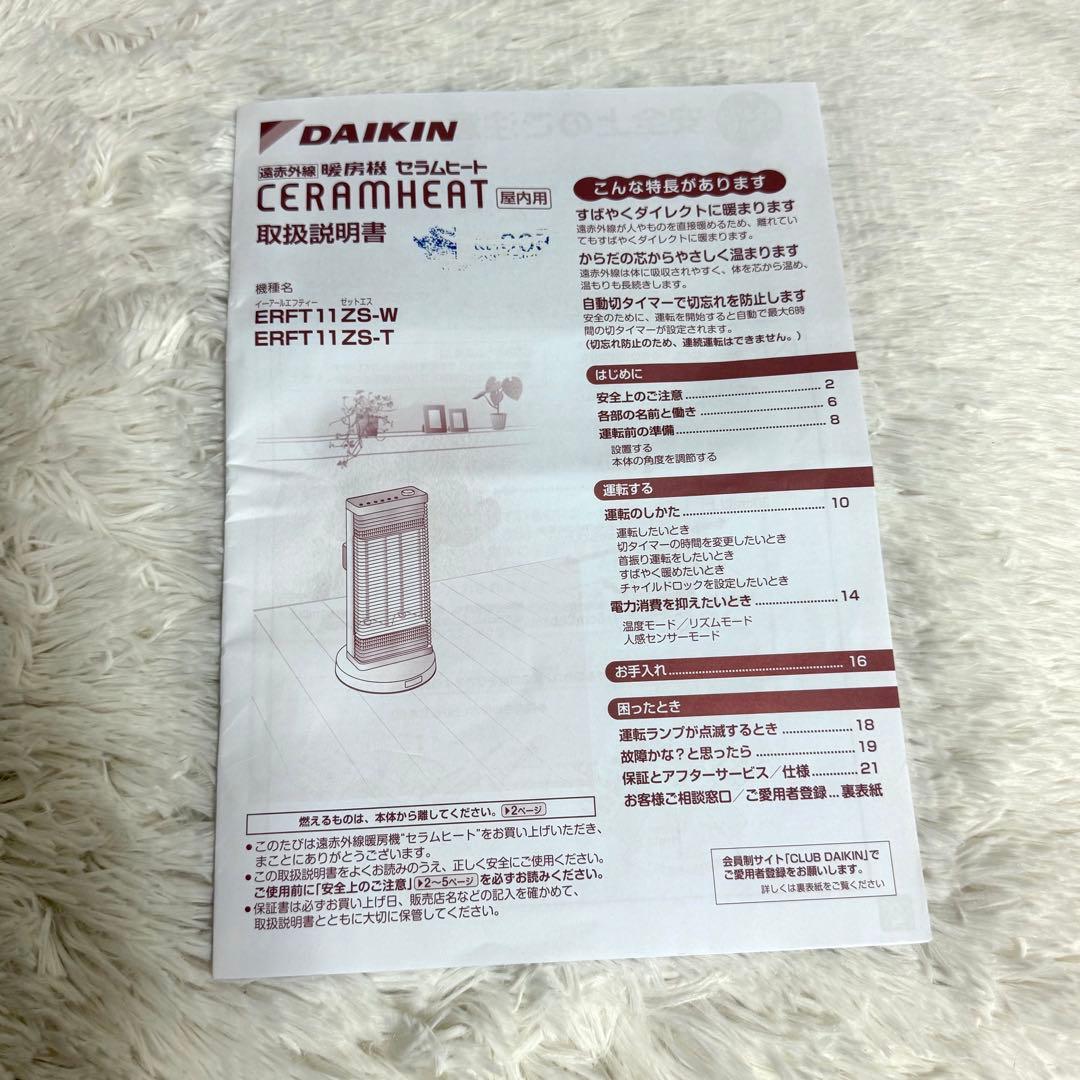 DAIKIN
遠赤外線 暖房機 セラムヒート
CERAMHEAT 屋内用
取扱説明書
機種名
イーアールエフティー ゼットエス
ERFT11ZS-W
ERFT11ZS-T
こんな特長があります
すばやくダイレクトに暖まります
遠赤外線が人やものを直接暖めるため、離れてい
てもすばやくダイレクトに暖まります。
からだの芯からやさしく温まります
遠赤外線は体に吸収されやすく、体を芯から温め、
温もりも長続きします。
自動切タイマーで切忘れを防止します
安全のために、運転を開始すると自動で最大6時
間の切タイマーが設定されます。
(切忘れ防止のため、連続運転はできません。)
はじめに
安全上のご注意 2
各部の名前と働き 6
運転前の準備 8
設置する
本体の角度を調節する
運転する
運転のしかた 10
運転したいとき
切タイマーの時間を変更したいとき
首振り運転をしたいとき
すばやく暖めたいとき
チャイルドロックを設定したいとき
電力消費を抑えたいとき 14
温度モード/リズムモード
人感センサーモード
お手入れ 16
困ったとき
運転ランプが点滅するとき 18
故障かな?と思ったら 19
保証とアフターサービス/仕様 21
お客様ご相談窓口/ご愛用者登録... 裏表紙
燃えるものは、本体から離してください。▶2ページ
●このたびは遠赤外線暖房機"セラムヒート"をお買い上げいただき、
まことにありがとうございます。
●この取扱説明書をよくお読みのうえ、正しく安全にご使用ください。
ご使用前に「安全上のご注意」▶2〜5ページを必ずお読みください。
●保証書は必ずお買い上げ日、販売店名などの記入を確かめて、
取扱説明書とともに大切に保管してください。
会員制サイト「CLUB DAIKIN」で
ご愛用者登録をお願いします。
詳しくは裏表紙をご覧ください